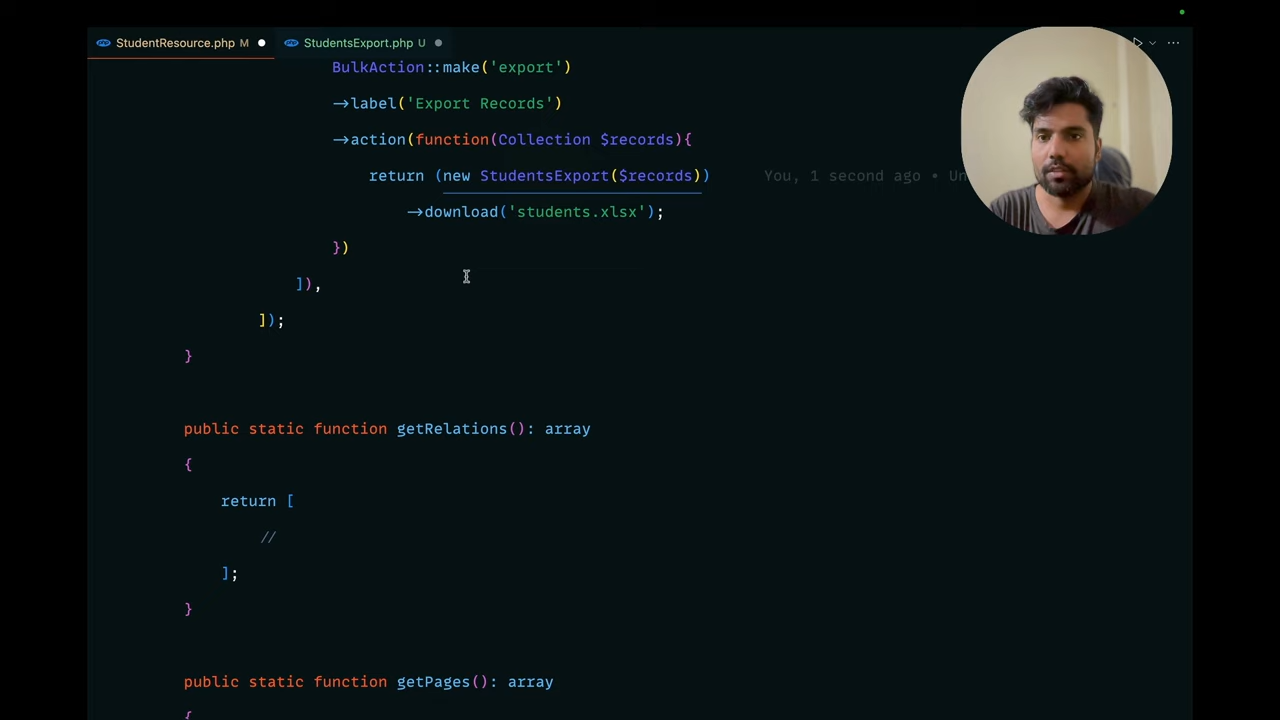 StudentResource.php M
StudentsExport.php U
BulkAction::make('export')
->label('Export Records')
->action(function(Collection $records){
return (new StudentsExport($records)) You, 1 second ago • Un
->download('students.xlsx');
})
]),
]);
}
public static function getRelations(): array
{
return [
//
];
}
public static function getPages(): array
{